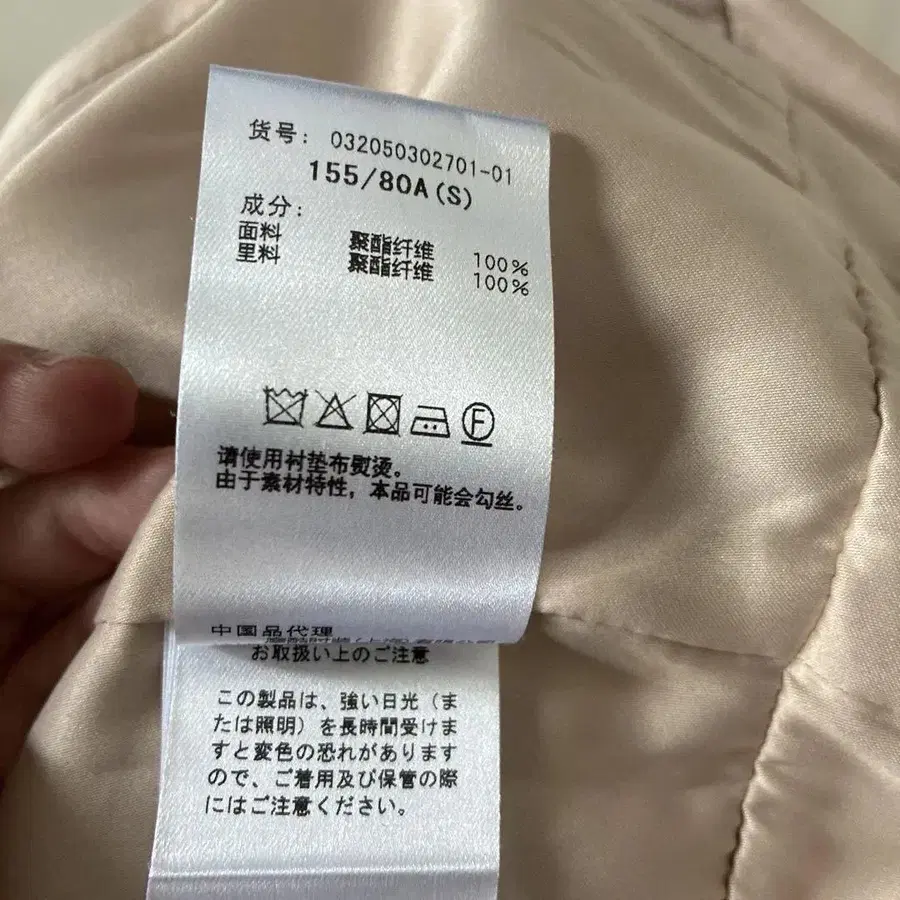 货号: 032050302701-01
155/80A(S)
成分:
面料 聚酯纤维 100%
里料 聚酯纤维 100%
F
请使用衬垫布熨烫。
由于素材特性，本品可能会勾丝。
中国品代理
お取扱い上のご注意
この製品は、強い日光（ま
たは照明）を長時間受けま
すと変色の恐れがあります
ので、ご着用及び保管の際
にはご注意ください。